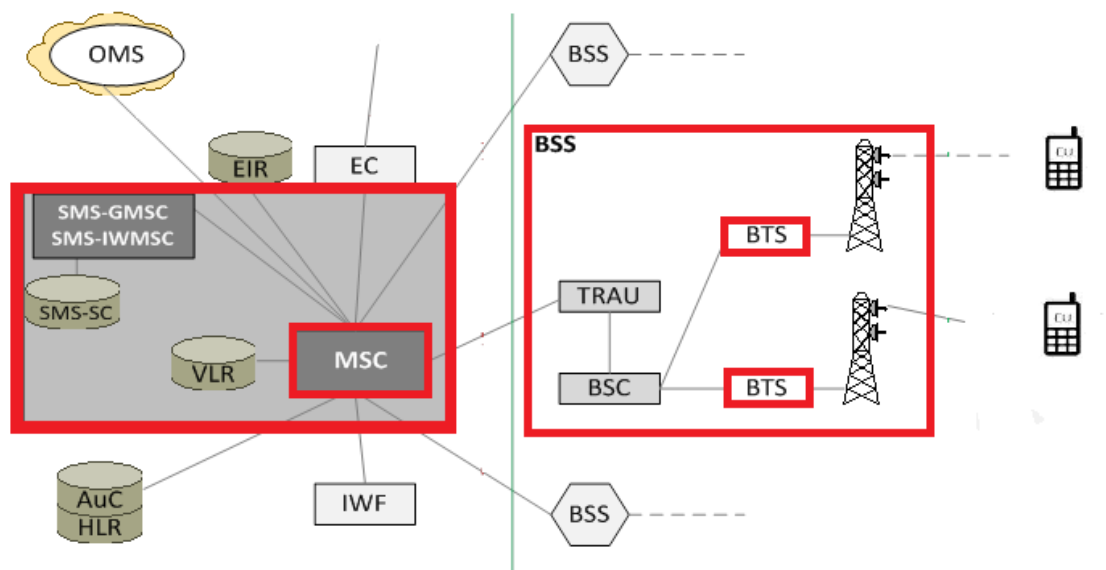 OMS
BSS
EIR
EC
BSS
SMS-GMSC
SMS-IWMSC
BTS
SMS-SC
TRAU
MSC
VLR
BSC
BTS
AuC
HLR
IWF
BSS